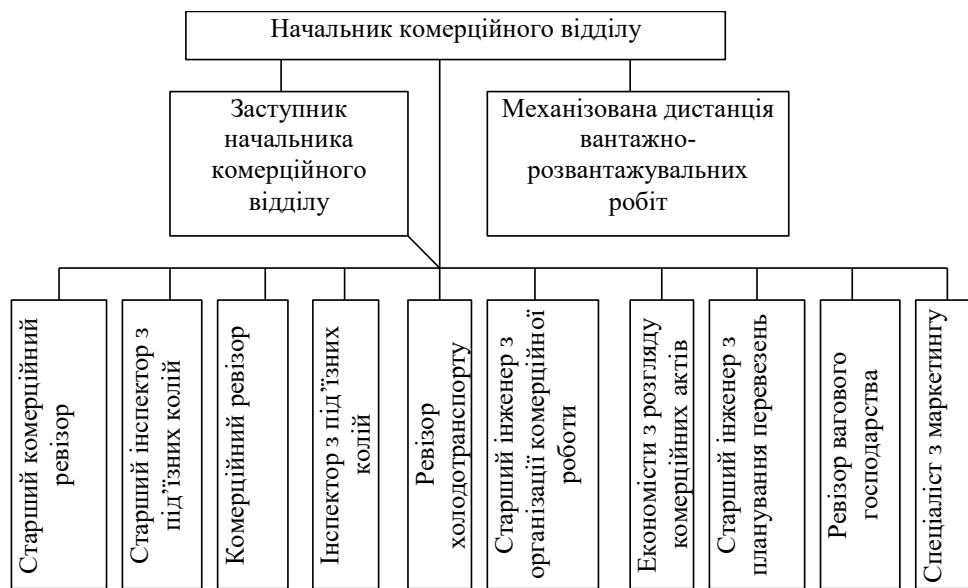 Начальник комерційного відділу
Заступник
начальника
комерційного
відділу
Механізована дистанція
вантажно-
розвантажувальних
робіт
Старший комерційний
ревізор
Старший інспектор з
під’їзних колій
Комерційний ревізор
Інспектор з під’їзних
колій
Ревізор
холодотранспорту
Старший інженер з
організації комерційної
роботи
Економісти з розгляду
комерційних актів
Старший інженер з
планування перевезень
Ревізор вагового
господарства
Спеціаліст з маркетингу